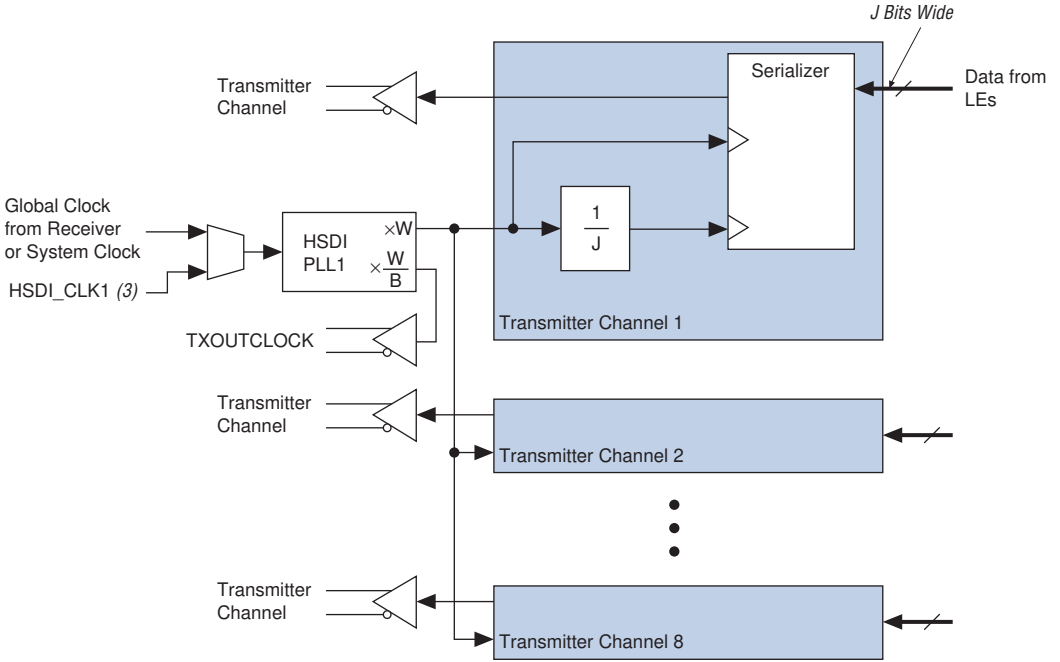 J Bits Wide
Transmitter
Channel
Serializer
Data from
LEs
Global Clock
from Receiver
or System Clock
HSDI_CLK1 (3)
HSDI
PLL1
×W
×W
B
1
J
Transmitter Channel 1
TXOUTCLOCK
Transmitter
Channel
Transmitter Channel 2
Transmitter
Channel
Transmitter Channel 8